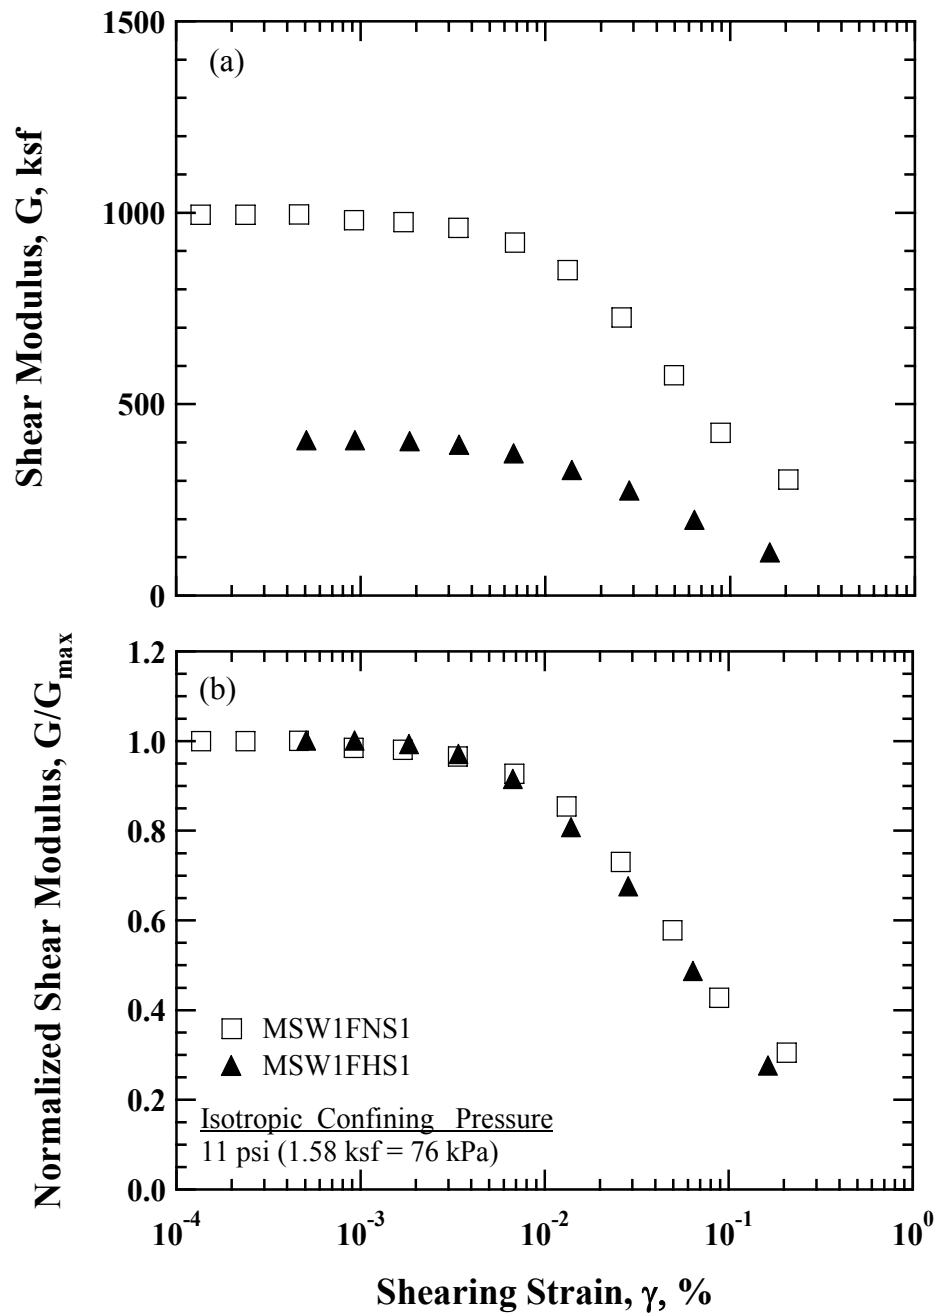 1500
(a)
1000
500
0
Shear Modulus, G, ksf
1.2
(b)
1.0
0.8
0.6
0.4
0.2
0.0
Normalized Shear Modulus, G/Gmax
MSW1FNS1
MSW1FHS1
Isotropic Confining Pressure
11 psi (1.58 ksf = 76 kPa)
10^-4 10^-3 10^-2 10^-1 10^0
Shearing Strain, γ, %